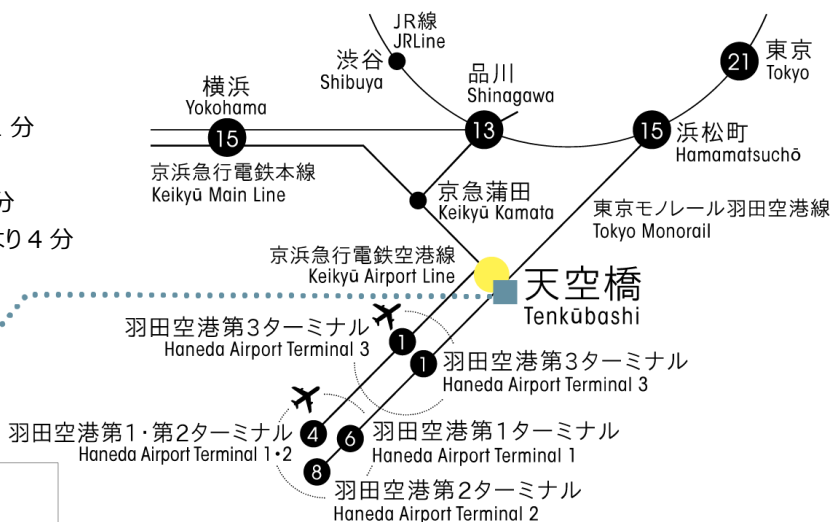 JR線
JRLine
渋谷
Shibuya
21
東京
Tokyo
横浜
Yokohama
品川
Shinagawa
分
15
13
15
浜松町
Hamamatsuchō
京浜急行電鉄本線
Keikyū Main Line
京急蒲田
Keikyū Kamata
分
東京モノレール羽田空港線
Tokyo Monorail
り4分
京浜急行電鉄空港線
Keikyū Airport Line
天空橋
Tenkūbashi
羽田空港第3ターミナル
Haneda Airport Terminal 3
1
1
羽田空港第3ターミナル
Haneda Airport Terminal 3
羽田空港第1・第2ターミナル
Haneda Airport Terminal 1・2
4
6
羽田空港第1ターミナル
Haneda Airport Terminal 1
8
羽田空港第2ターミナル
Haneda Airport Terminal 2